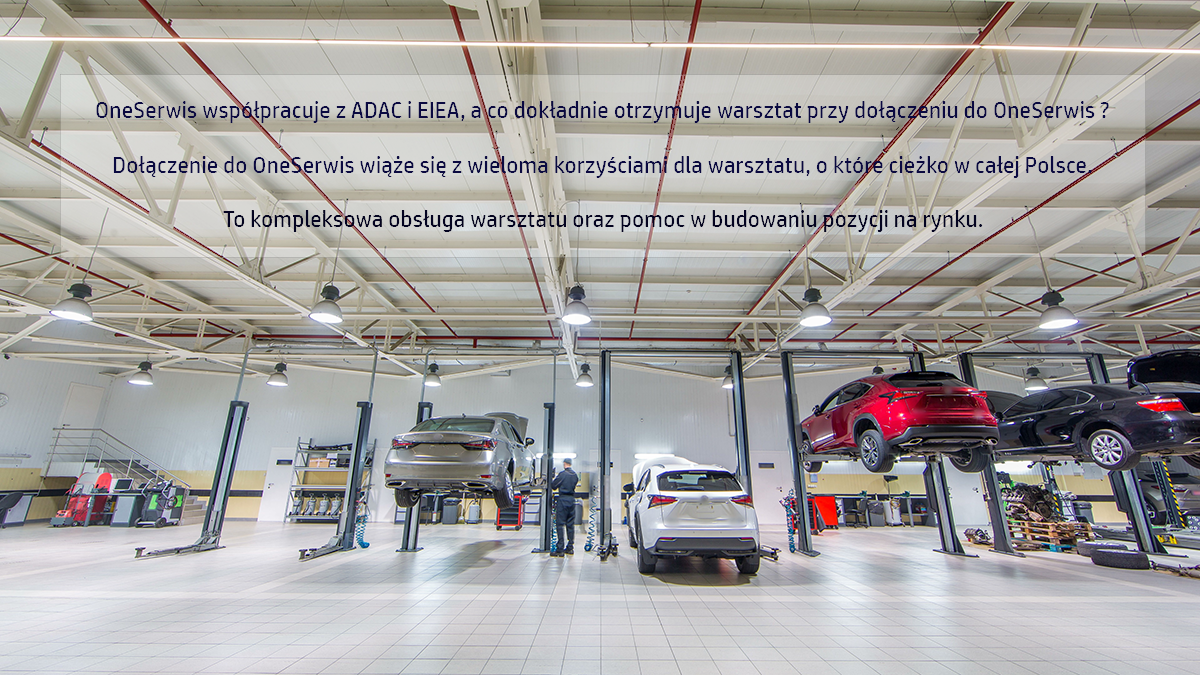 OneSerwis współpracuje z ADAC i EIEA, a co dokładnie otrzymuje warsztat przy dołączeniu do OneSerwis ?
Dołączenie do OneSerwis wiąże się z wieloma korzyściami dla warsztatu, o które cieżko w całej Polsce.
To kompleksowa obsługa warsztatu oraz pomoc w budowaniu pozycji na rynku.